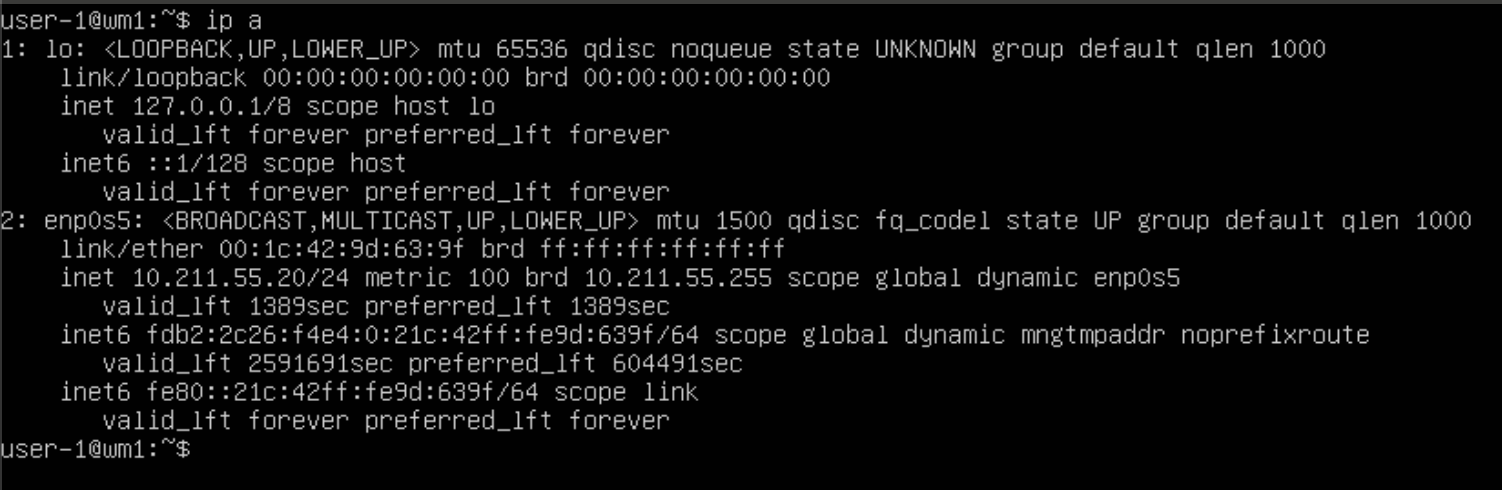 user-1@wm1:~$ ip a
1: lo: <LOOPBACK,UP,LOWER_UP> mtu 65536 qdisc noqueue state UNKNOWN group default qlen 1000
    link/loopback 00:00:00:00:00:00 brd 00:00:00:00:00:00
    inet 127.0.0.1/8 scope host lo
       valid_lft forever preferred_lft forever
    inet6 ::1/128 scope host
       valid_lft forever preferred_lft forever
2: enp0s5: <BROADCAST,MULTICAST,UP,LOWER_UP> mtu 1500 qdisc fq_codel state UP group default qlen 1000
    link/ether 00:1c:42:9d:63:9f brd ff:ff:ff:ff:ff:ff
    inet 10.211.55.20/24 metric 100 brd 10.211.55.255 scope global dynamic enp0s5
       valid_lft 1389sec preferred_lft 1389sec
    inet6 fdb2:2c26:f4e4:0:21c:42ff:fe9d:639f/64 scope global dynamic mngtmpaddr noprefixroute
       valid_lft 2591691sec preferred_lft 604491sec
    inet6 fe80::21c:42ff:fe9d:639f/64 scope link
       valid_lft forever preferred_lft forever
user-1@wm1:~$